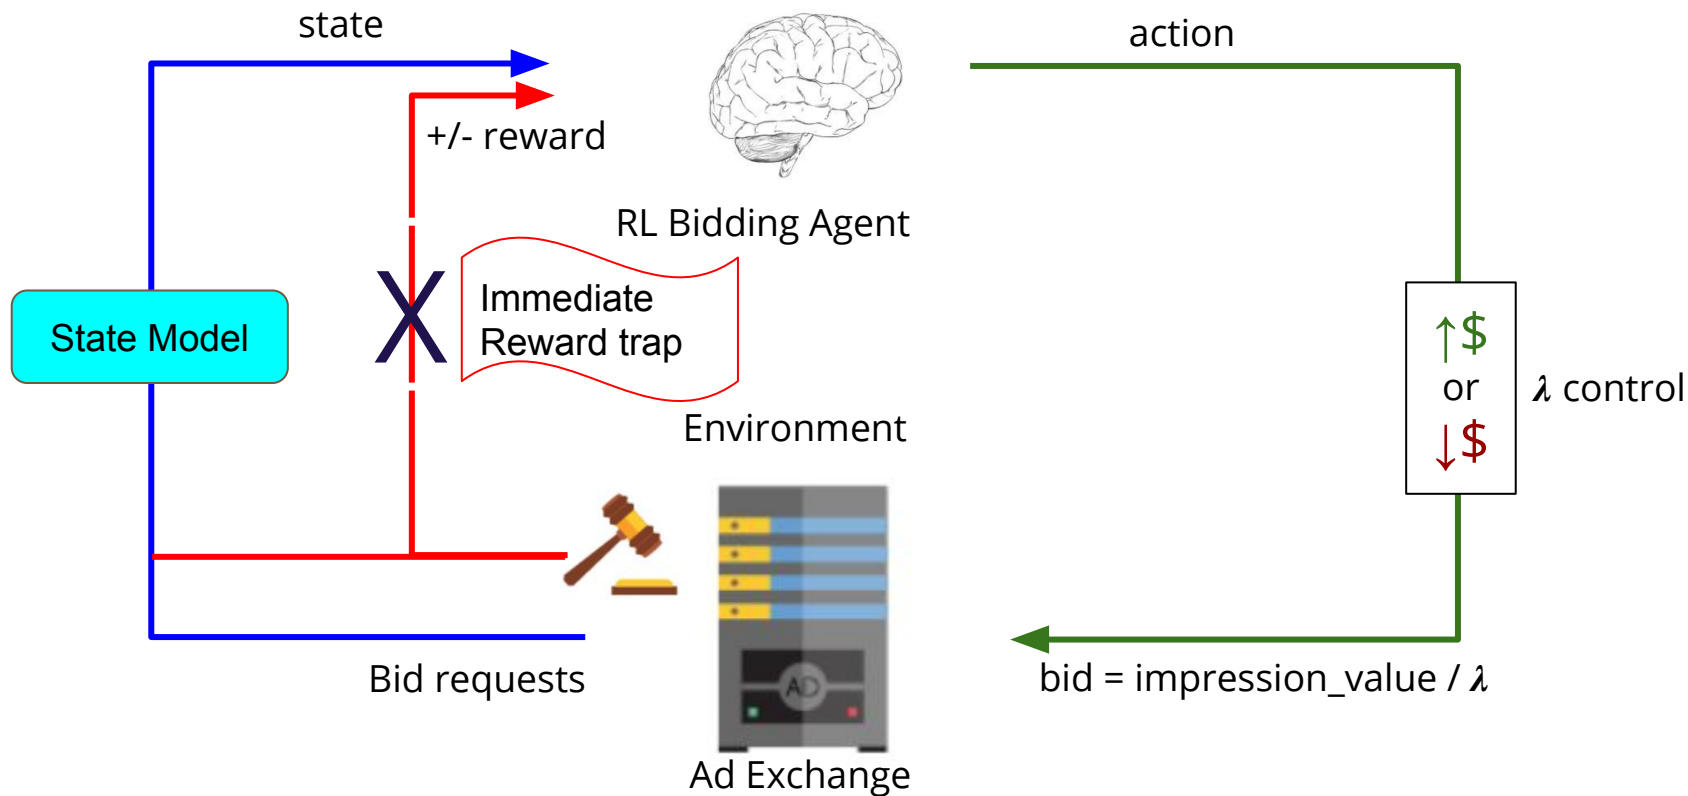 state
action
+/- reward
RL Bidding Agent
Immediate
Reward trap
X
State Model
↑$
or
↓$
λ control
Environment
AD
Bid requests
bid = impression_value / λ
Ad Exchange